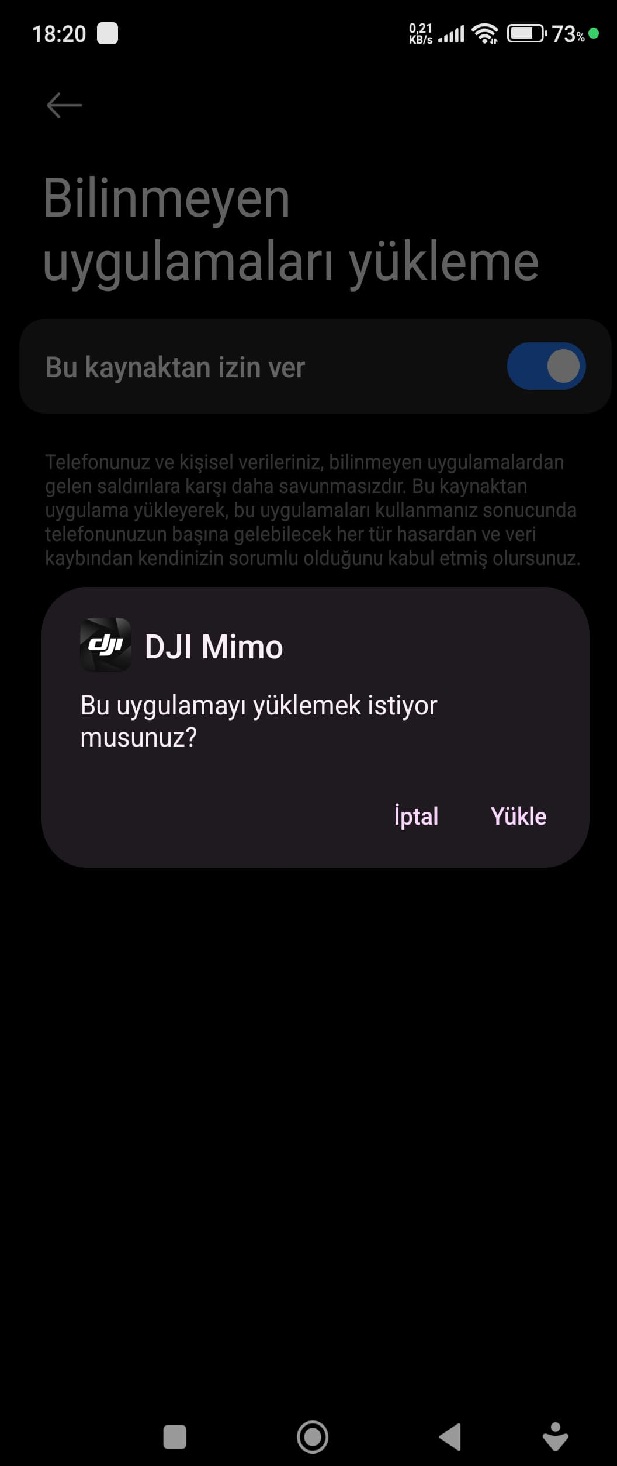 18:20
0,21
KB/s
73%
Bilinmeyen
uygulamaları yükleme
Bu kaynaktan izin ver
Telefonunuz ve kişisel verileriniz, bilinmeyen uygulamalardan
gelen saldırılara karşı daha savunmasızdır. Bu kaynaktan
uygulama yükleyerek, bu uygulamaları kullanmanız sonucunda
telefonunuzun başına gelebilecek her tür hasardan ve veri
kaybından kendinizin sorumlu olduğunu kabul etmiş olursunuz.
dji DJI Mimo
Bu uygulamayı yüklemek istiyor
musunuz?
İptal Yükle